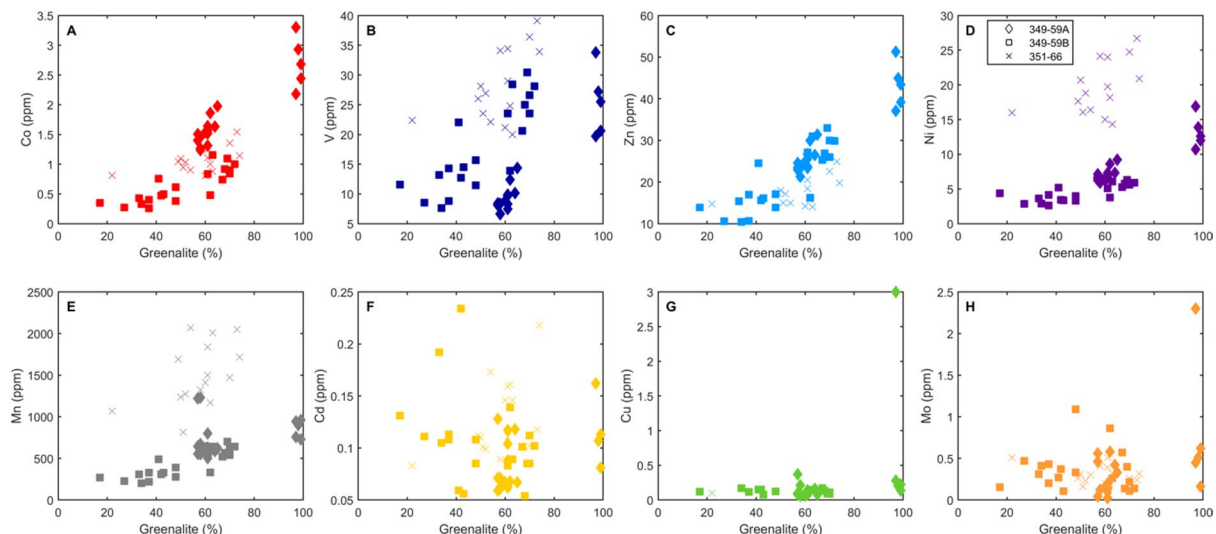 A
Co (ppm)
3.5
3
2.5
2
1.5
1
0.5
0
0 20 40 60 80 100
Greenalite (%)
B
V (ppm)
40
35
30
25
20
15
10
5
0 20 40 60 80 100
Greenalite (%)
C
Zn (ppm)
60
50
40
30
20
10
0 20 40 60 80 100
Greenalite (%)
D
349-59A
349-59B
351-66
Ni (ppm)
30
25
20
15
10
5
0
0 20 40 60 80 100
Greenalite (%)
E
Mn (ppm)
2500
2000
1500
1000
500
0
0 20 40 60 80 100
Greenalite (%)
F
Cd (ppm)
0.25
0.2
0.15
0.1
0.05
0 20 40 60 80 100
Greenalite (%)
G
Cu (ppm)
3
2.5
2
1.5
1
0.5
0
0 20 40 60 80 100
Greenalite (%)
H
Mo (ppm)
2.5
2
1.5
1
0.5
0
0 20 40 60 80 100
Greenalite (%)